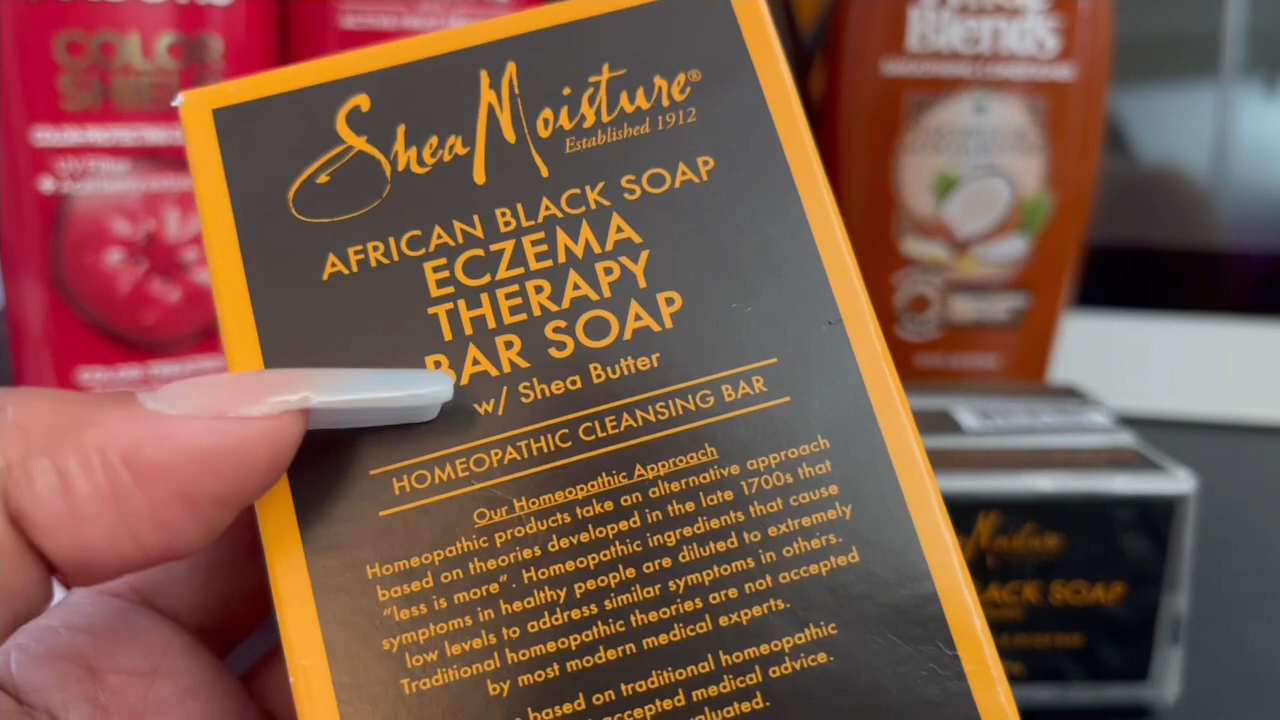 SheaMoisture®
Established 1912
AFRICAN BLACK SOAP
ECZEMA
THERAPY
BAR SOAP
w/ Shea Butter
HOMEOPATHIC CLEANSING BAR
Our Homeopathic Approach
Homeopathic products take an alternative approach
based on theories developed in the late 1700s that
“less is more”. Homeopathic ingredients that cause
symptoms in healthy people are diluted to extremely
low levels to address similar symptoms in others.
Traditional homeopathic theories are not accepted
by most modern medical experts.
based on traditional homeopathic
accepted medical advice.
COLOR
SHIELD
Blends
BLACK SOAP